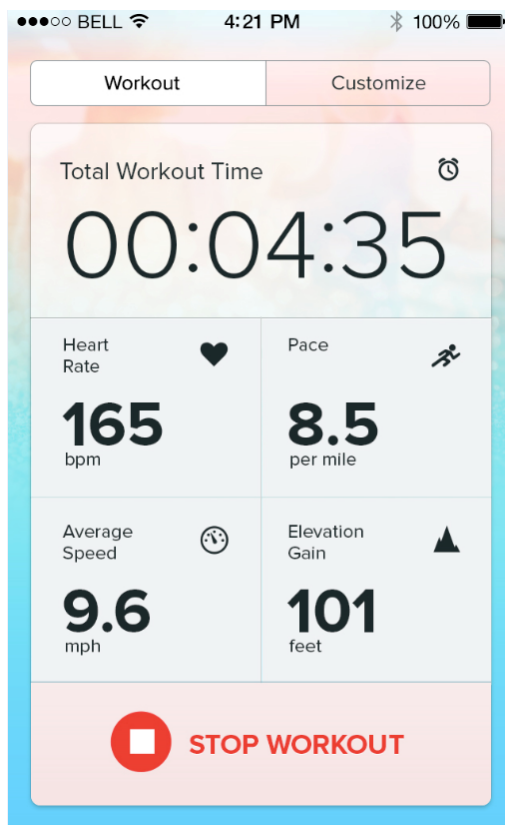 BELL 4:21 PM 100%
Workout Customize
Total Workout Time
00:04:35
Heart
Rate
165
bpm
Pace
8.5
per mile
Average
Speed
9.6
mph
Elevation
Gain
101
feet
STOP WORKOUT